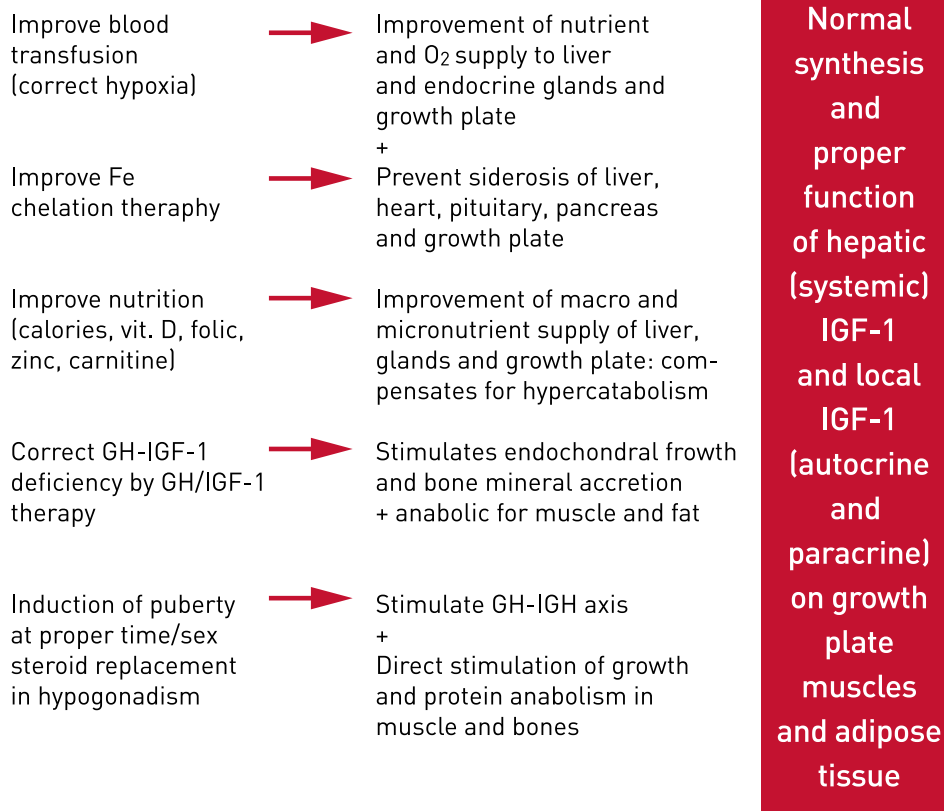 Improve blood
transfusion
(correct hypoxia)
Improvement of nutrient
and O2 supply to liver
and endocrine glands and
growth plate
+
Improve Fe
chelation theraphy
Prevent siderosis of liver,
heart, pituitary, pancreas
and growth plate
Improve nutrition
(calories, vit. D, folic,
zinc, carnitine)
Improvement of macro and
micronutrient supply of liver,
glands and growth plate: com-
pensates for hypercatabolism
Correct GH-IGF-1
deficiency by GH/IGF-1
therapy
Stimulates endochondral frowth
and bone mineral accretion
+ anabolic for muscle and fat
Induction of puberty
at proper time/sex
steroid replacement
in hypogonadism
Stimulate GH-IGH axis
+
Direct stimulation of growth
and protein anabolism in
muscle and bones
Normal
synthesis
and
proper
function
of hepatic
(systemic)
IGF-1
and local
IGF-1
(autocrine
and
paracrine)
on growth
plate
muscles
and adipose
tissue